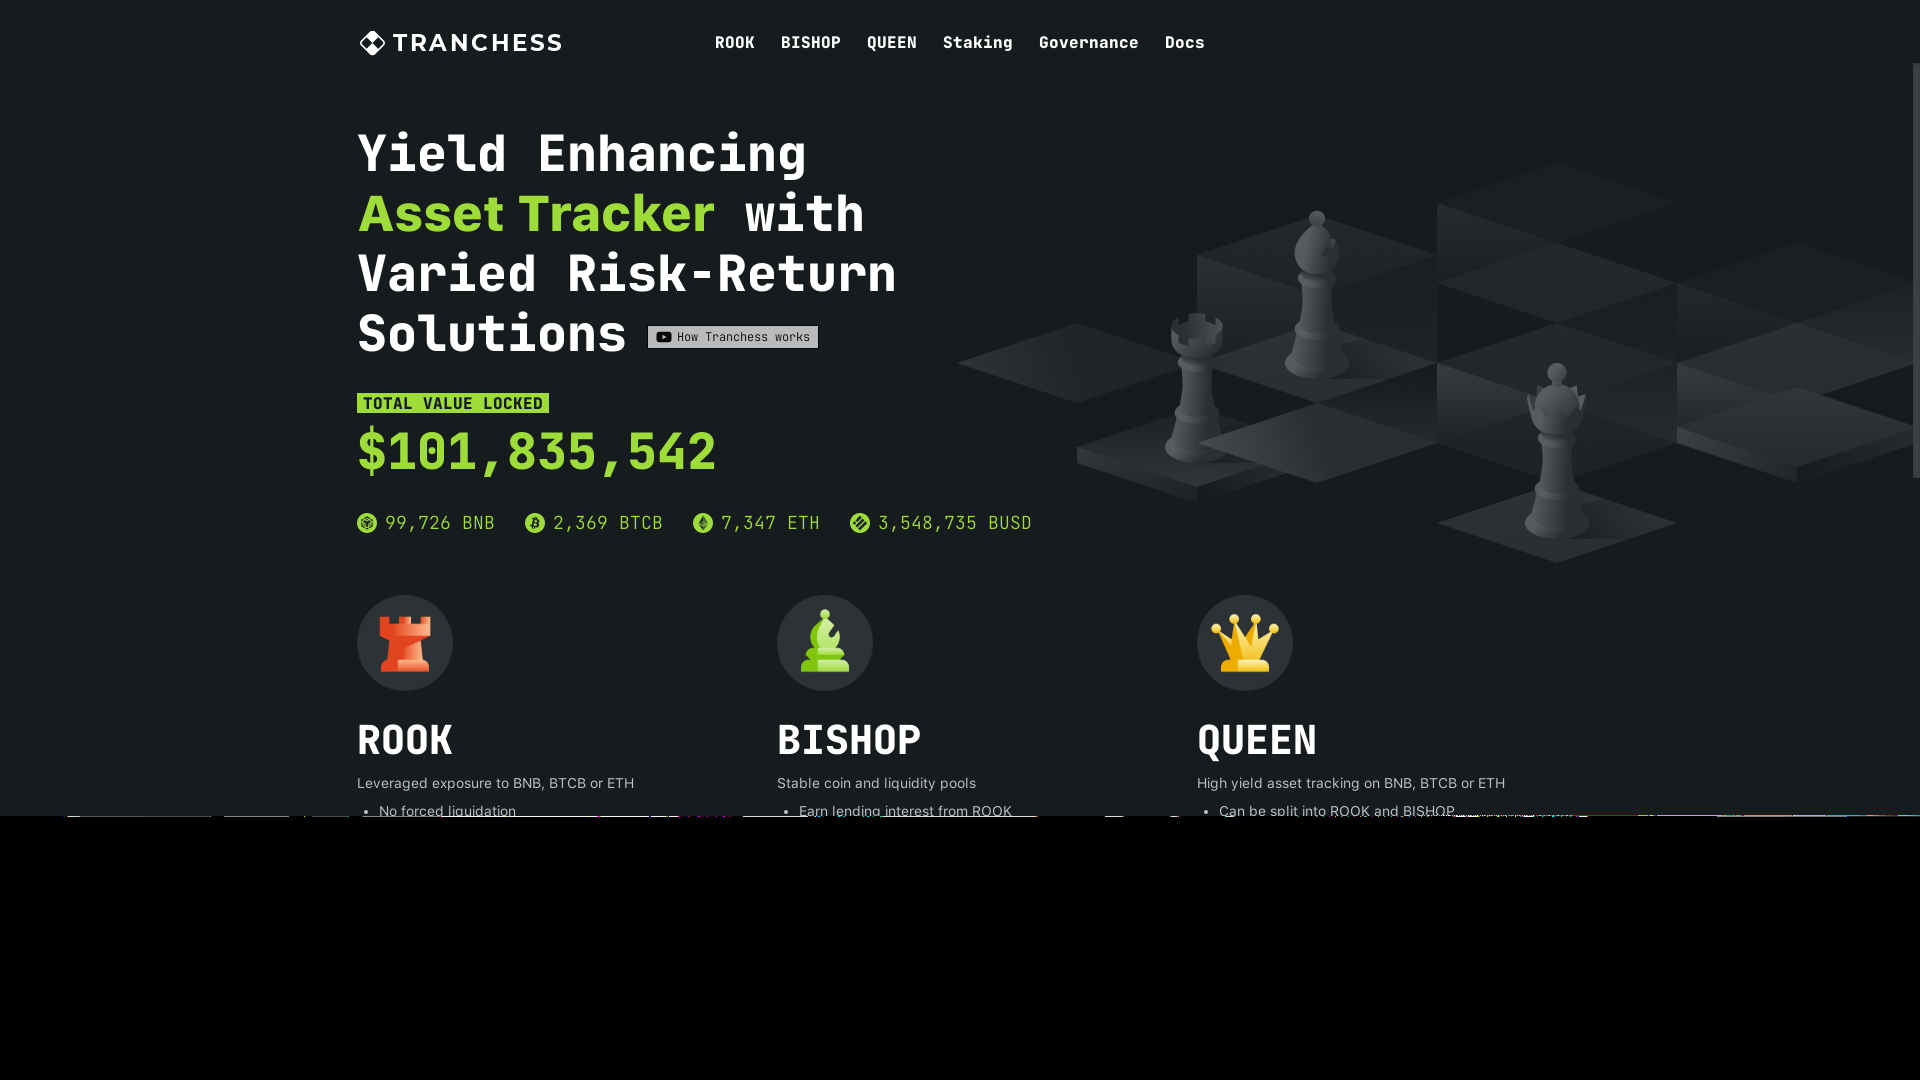 TRANCHESS
ROOK BISHOP QUEEN Staking Governance Docs
Yield Enhancing
Asset Tracker with
Varied Risk-Return
Solutions
How Tranchess works
TOTAL VALUE LOCKED
$101,835,542
99,726 BNB 2,369 BTCB 7,347 ETH 3,548,735 BUSD
ROOK
Leveraged exposure to BNB, BTCB or ETH
• No forced liquidation
BISHOP
Stable coin and liquidity pools
• Earn lending interest from ROOK
QUEEN
High yield asset tracking on BNB, BTCB or ETH
• Can be split into ROOK and BISHOP